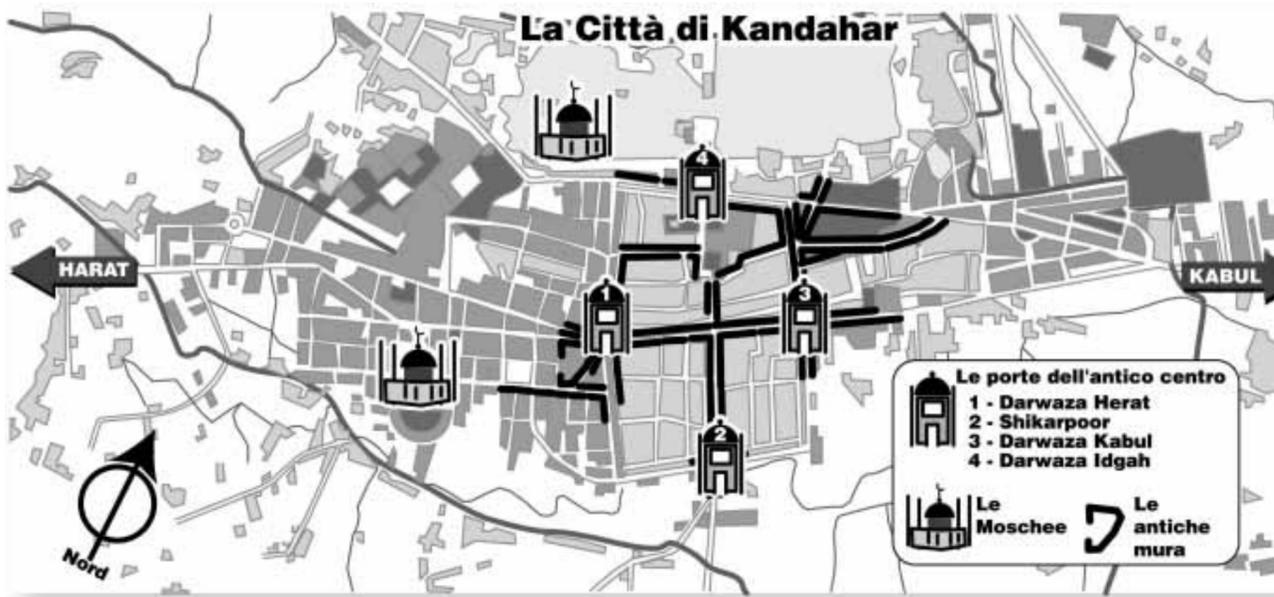 La Città di Kandahar
4
HARAT
1
3
KABUL
2
Le porte dell'antico centro
1 - Darwaza Herat
2 - Shikarpoor
3 - Darwaza Kabul
4 - Darwaza Idgah
Le
Moschee
Le
antiche
mura
Nord